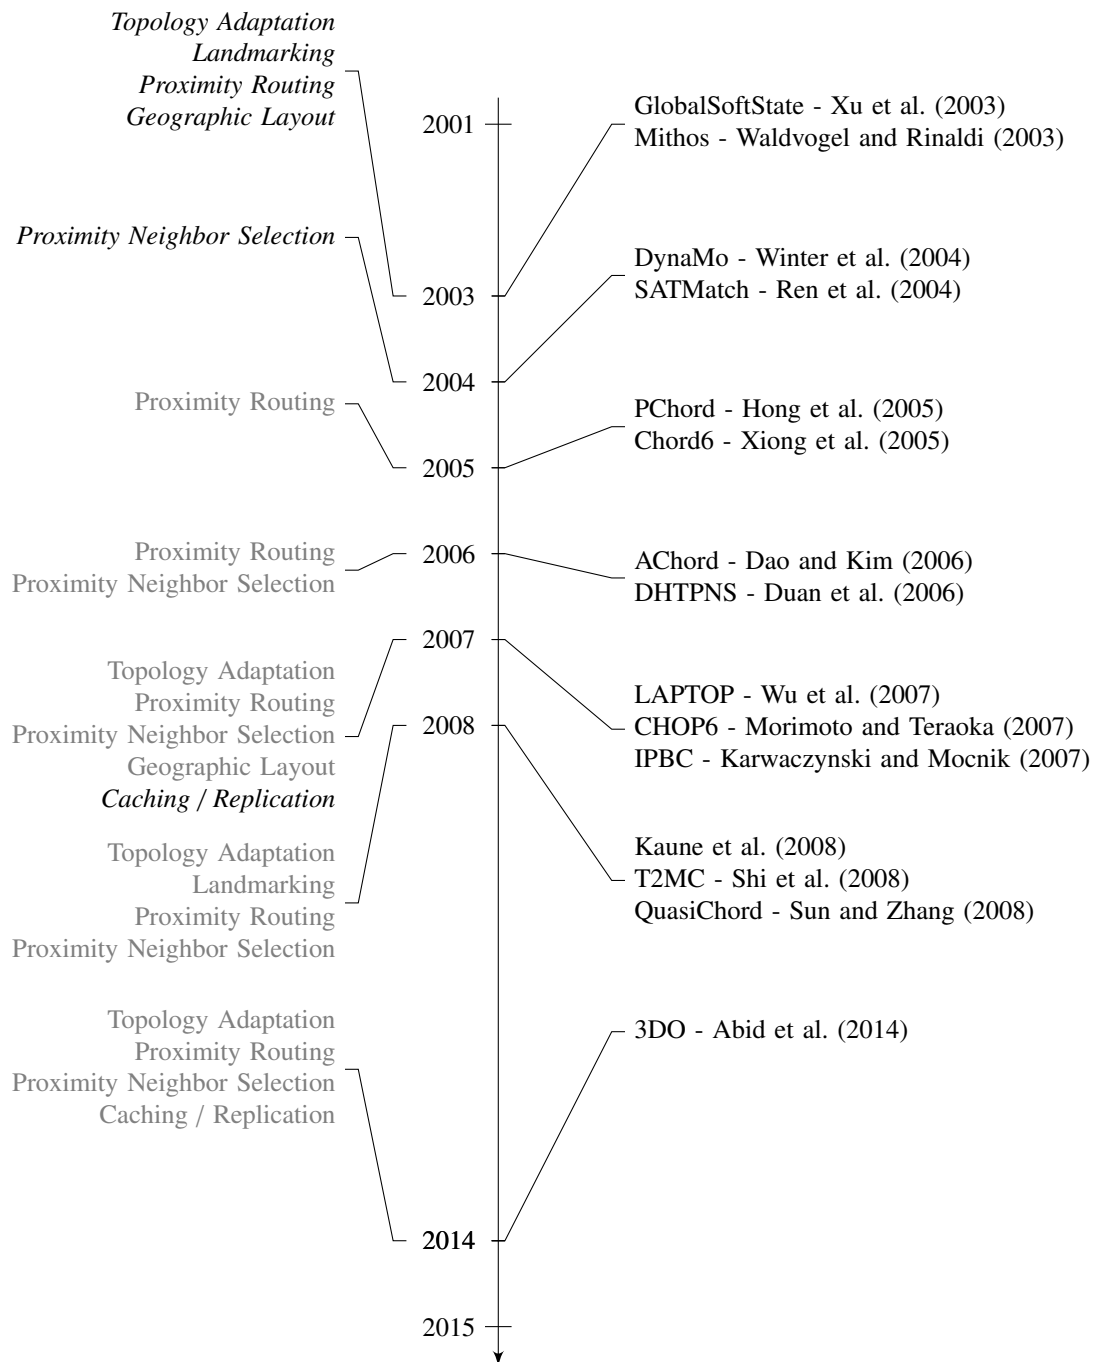 Topology Adaptation
Landmarking
Proximity Routing
Geographic Layout
2001
GlobalSoftState - Xu et al. (2003)
Mithos - Waldvogel and Rinaldi (2003)
Proximity Neighbor Selection
2003
DynaMo - Winter et al. (2004)
SATMatch - Ren et al. (2004)
2004
Proximity Routing
2005
PChord - Hong et al. (2005)
Chord6 - Xiong et al. (2005)
Proximity Routing
Proximity Neighbor Selection
2006
AChord - Dao and Kim (2006)
DHTPNS - Duan et al. (2006)
2007
Topology Adaptation
Proximity Routing
Proximity Neighbor Selection
Geographic Layout
Caching / Replication
2008
LAPTOP - Wu et al. (2007)
CHOP6 - Morimoto and Teraoka (2007)
IPBC - Karwaczynski and Mocnik (2007)
Topology Adaptation
Landmarking
Proximity Routing
Proximity Neighbor Selection
Kaune et al. (2008)
T2MC - Shi et al. (2008)
QuasiChord - Sun and Zhang (2008)
Topology Adaptation
Proximity Routing
Proximity Neighbor Selection
Caching / Replication
3DO - Abid et al. (2014)
2014
2015